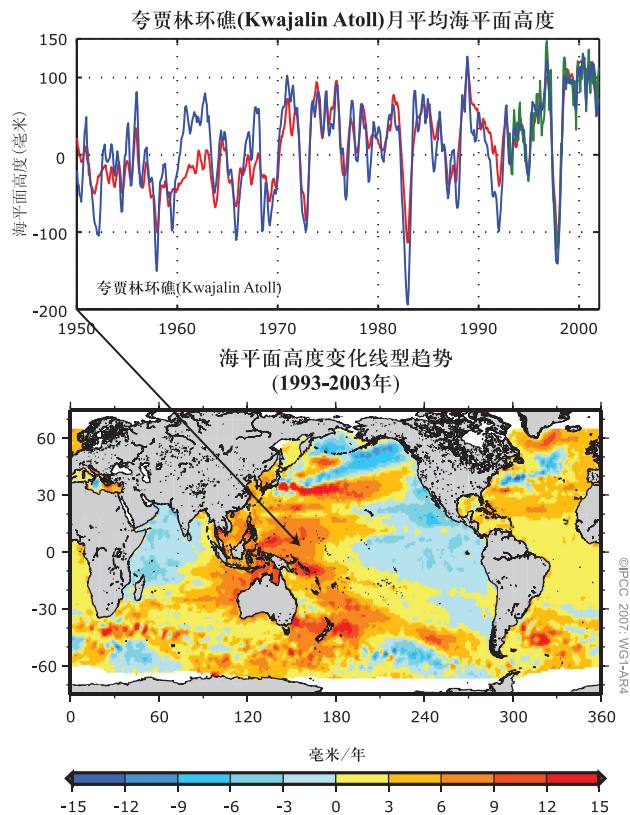 夸贾林环礁(Kwajalin Atoll)月平均海平面高度
海平面高度(毫米)
150
100
0
-100
-200
夸贾林环礁(Kwajalin Atoll)
1950 1960 1970 1980 1990 2000
海平面高度变化线型趋势
(1993-2003年)
60
30
0
-30
-60
0 60 120 180 240 300 360
©IPCC 2007: WG1-AR4
毫米/年
-15 -12 -9 -6 -3 0 3 6 9 12 15